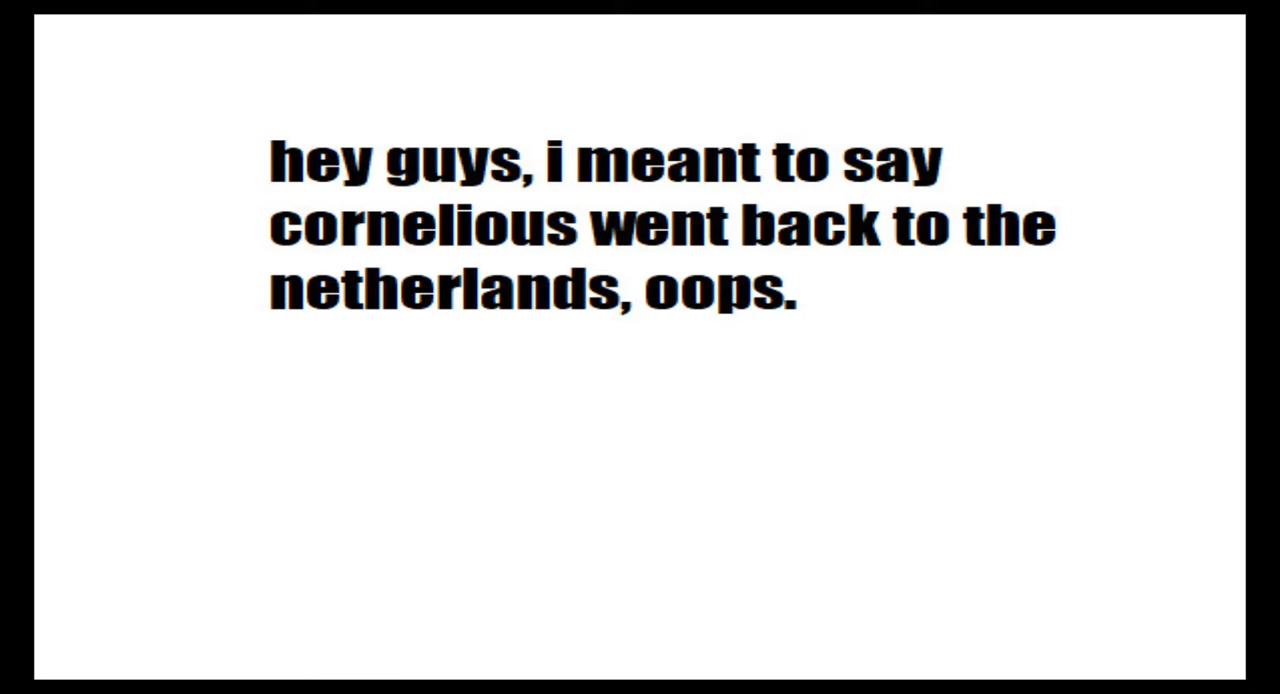 hey guys, i meant to say
cornelious went back to the
netherlands, oops.